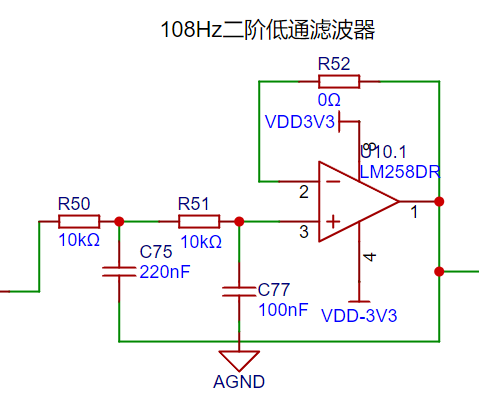 108Hz二阶低通滤波器
R52
0Ω
VDD3V3
8
U10.1
LM258DR
2
1
3
R50
10kΩ
R51
10kΩ
C75
220nF
4
C77
100nF
VDD-3V3
AGND